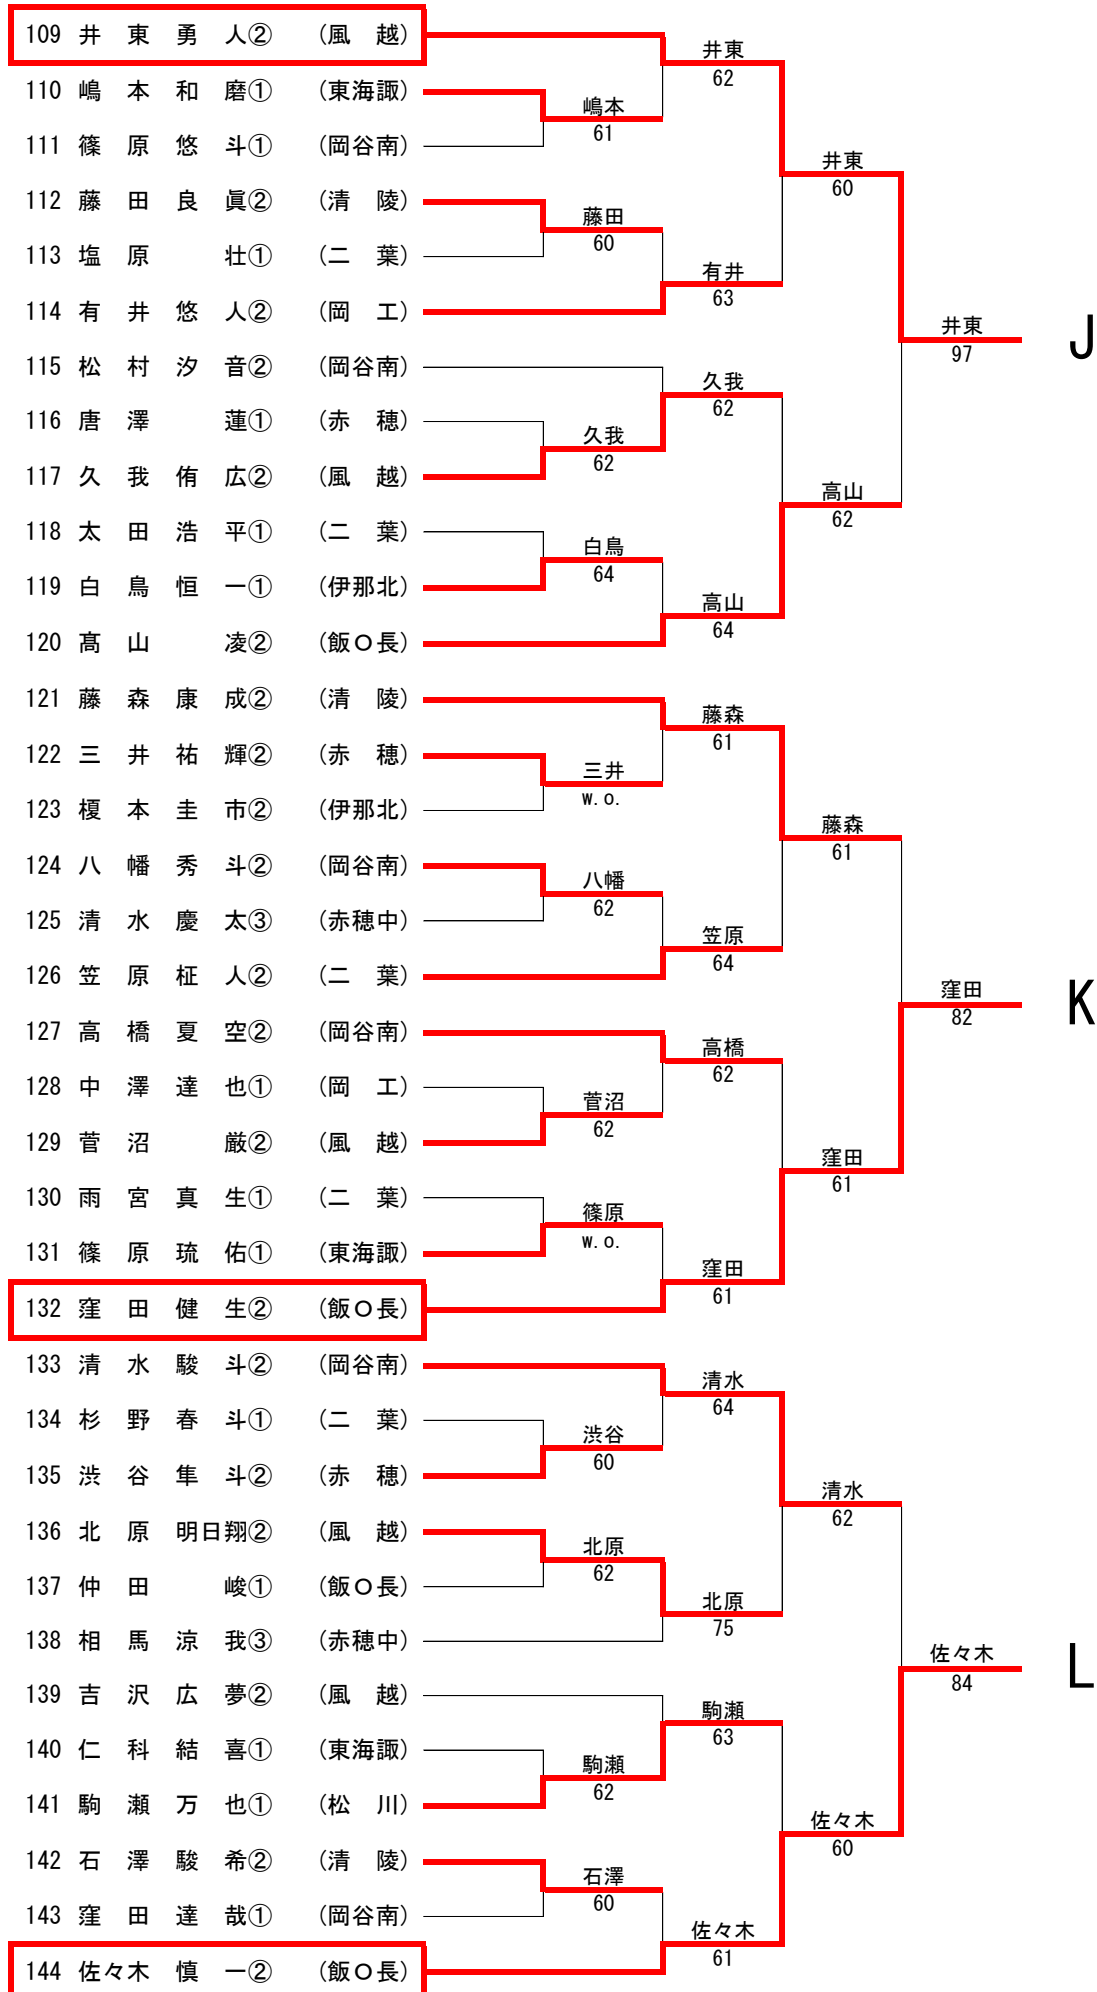 109 井 東 勇 人② (風 越)
110 嶋 本 和 磨① (東海諏)
111 篠 原 悠 斗① (岡谷南)
112 藤 田 良 眞② (清 陵)
113 塩 原 壮① (二 葉)
114 有 井 悠 人② (岡 工)
115 松 村 汐 音② (岡谷南)
116 唐 澤 蓮① (赤 穂)
117 久 我 侑 広② (風 越)
118 太 田 浩 平① (二 葉)
119 白 鳥 恒 一① (伊那北)
120 髙 山 凌② (飯O長)
121 藤 森 康 成② (清 陵)
122 三 井 祐 輝② (赤 穂)
123 榎 本 圭 市② (伊那北)
124 八 幡 秀 斗② (岡谷南)
125 清 水 慶 太③ (赤穂中)
126 笠 原 柾 人② (二 葉)
127 高 橋 夏 空② (岡谷南)
128 中 澤 達 也① (岡 工)
129 菅 沼 厳② (風 越)
130 雨 宮 真 生① (二 葉)
131 篠 原 琉 佑① (東海諏)
132 窪 田 健 生② (飯O長)
133 清 水 駿 斗② (岡谷南)
134 杉 野 春 斗① (二 葉)
135 渋 谷 隼 斗② (赤 穂)
136 北 原 明日翔② (風 越)
137 仲 田 峻① (飯O長)
138 相 馬 涼 我③ (赤穂中)
139 吉 沢 広 夢② (風 越)
140 仁 科 結 喜① (東海諏)
141 駒 瀬 万 也① (松 川)
142 石 澤 駿 希② (清 陵)
143 窪 田 達 哉① (岡谷南)
144 佐々木 慎 一② (飯O長)
嶋本
61
藤田
60
久我
62
白鳥
64
三井
w.o.
八幡
62
菅沼
62
篠原
w.o.
渋谷
60
北原
62
駒瀬
62
石澤
60
井東
62
有井
63
久我
62
高山
64
藤森
61
笠原
64
高橋
62
窪田
61
清水
64
北原
75
駒瀬
63
佐々木
61
井東
60
高山
62
藤森
61
窪田
61
清水
62
佐々木
60
井東
97
窪田
82
佐々木
84
J
K
L